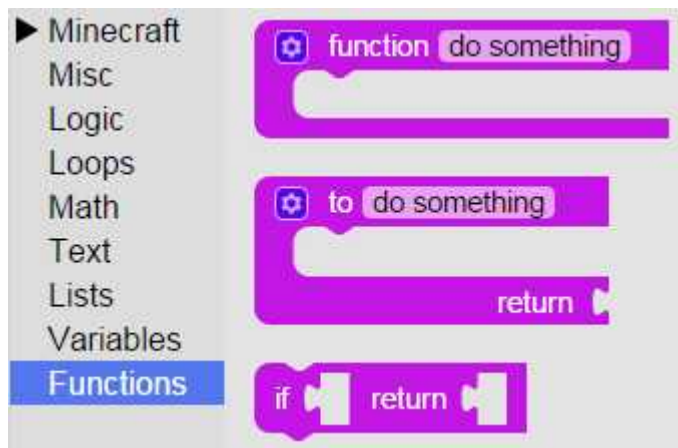 Minecraft
Misc
Logic
Loops
Math
Text
Lists
Variables
Functions
function do something
to do something
return
if return